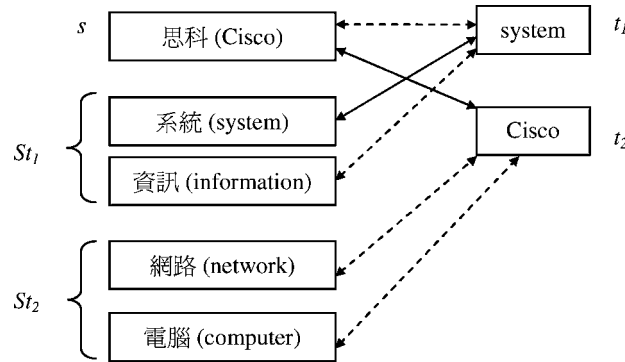 s
思科 (Cisco)
system
t1
St1
系統 (system)
Cisco
t2
資訊 (information)
St2
網路 (network)
電腦 (computer)